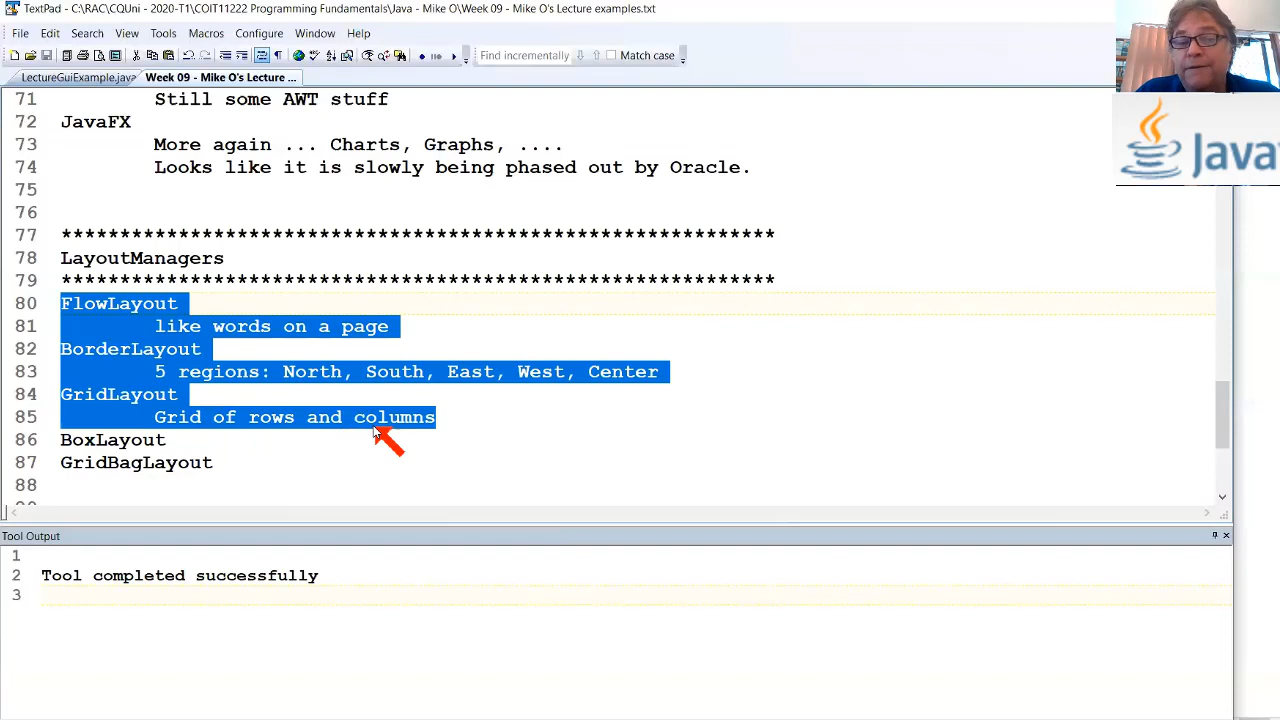 TextPad - C:\RAC\CQUni - 2020-T1\COIT11222 Programming Fundamentals\Java - Mike O\Week 09 - Mike O's Lecture examples.txt
File Edit Search View Tools Macros Configure Window Help
Find incrementally Match case
LectureGuiExample.java Week 09 - Mike O's Lecture ...
71 Still some AWT stuff
72 JavaFX
73 More again ... Charts, Graphs, ....
74 Looks like it is slowly being phased out by Oracle.
75
76
77 *************************************************************
78 LayoutManagers
79 *************************************************************
80 FlowLayout
81 like words on a page
82 BorderLayout
83 5 regions: North, South, East, West, Center
84 GridLayout
85 Grid of rows and columns
86 BoxLayout
87 GridBagLayout
88
Java
Tool Output
1
2 Tool completed successfully
3